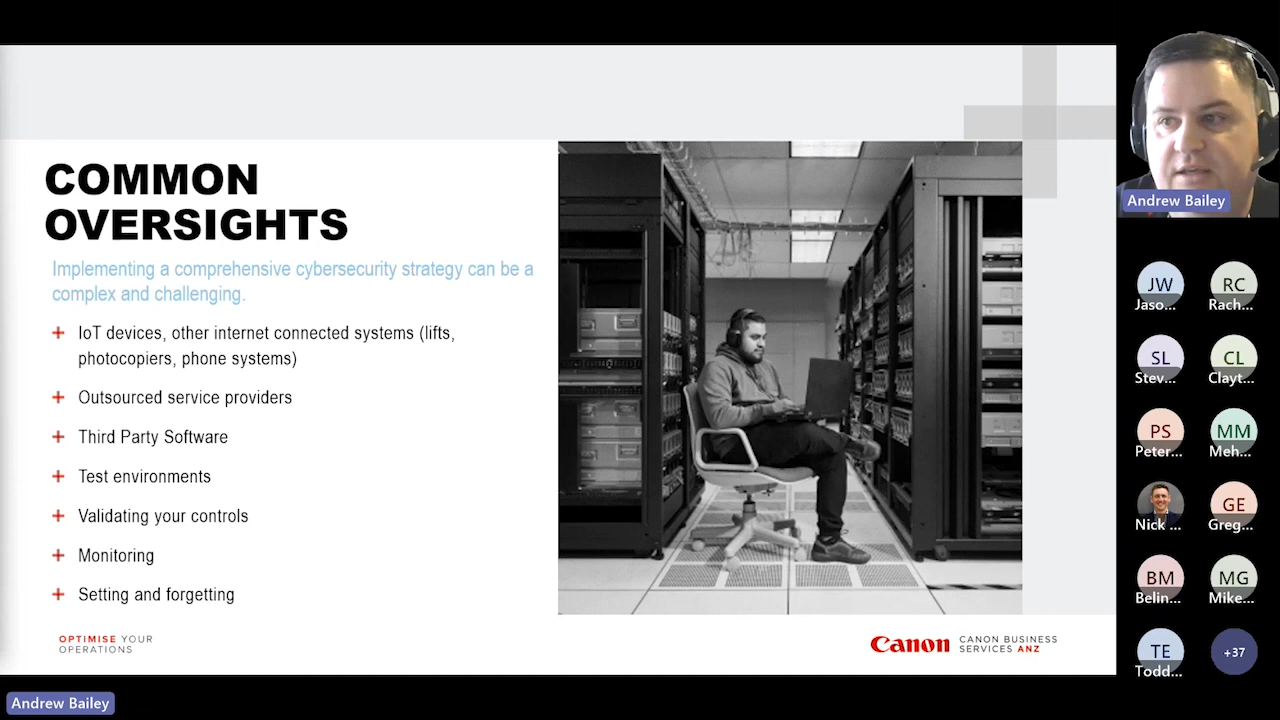 COMMON
OVERSIGHTS
Implementing a comprehensive cybersecurity strategy can be a
complex and challenging.
IoT devices, other internet connected systems (lifts,
photocopiers, phone systems)
Outsourced service providers
Third Party Software
Test environments
Validating your controls
Monitoring
Setting and forgetting
OPTIMISE YOUR
OPERATIONS
Canon
CANON BUSINESS
SERVICES ANZ
Andrew Bailey
Andrew Bailey
JW
RC
Jaso...
Rach...
SL
CL
Stev...
Clayt...
PS
MM
Peter...
Meh...
GE
Nick ...
Greg...
BM
MG
Belin...
Mike...
TE
+37
Todd...